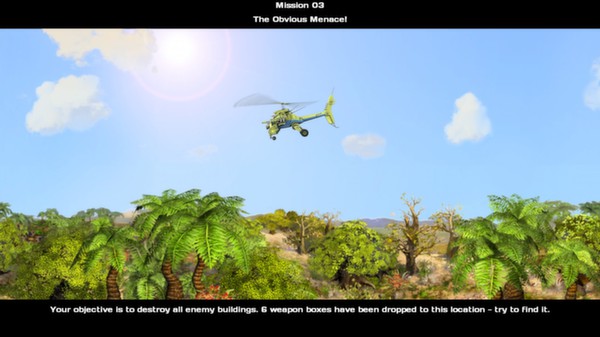 Mission 03
The Obvious Menace!
Your objective is to destroy all enemy buildings. 6 weapon boxes have been dropped to this location - try to find it.